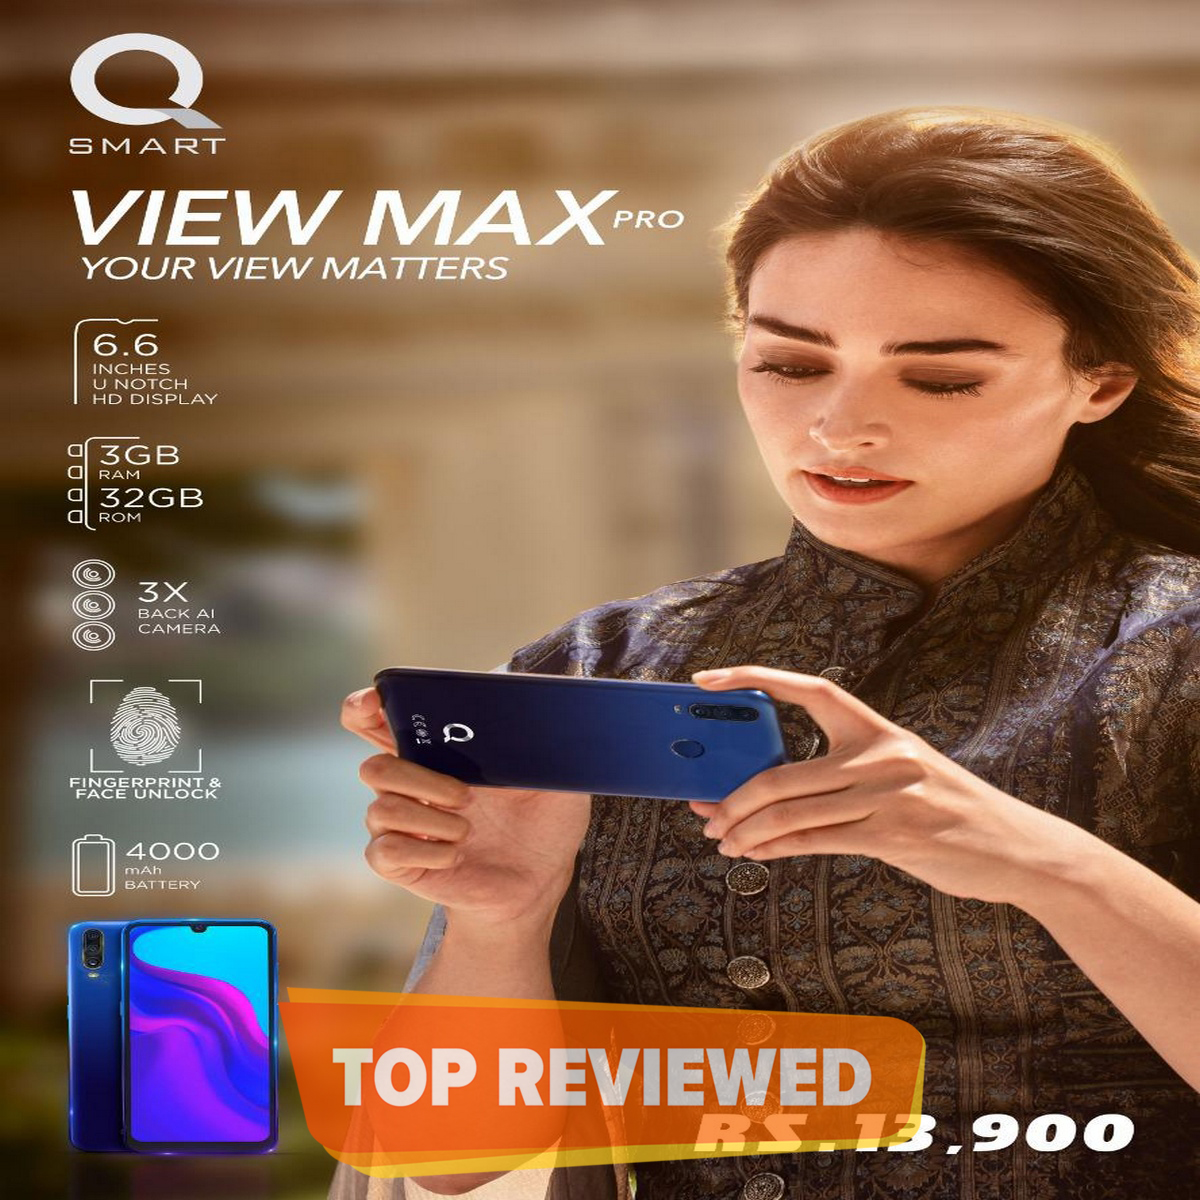 Q
SMART
VIEW MAX PRO
YOUR VIEW MATTERS
6.6
INCHES
U NOTCH
HD DISPLAY
3GB
RAM
32GB
ROM
3X
BACK AI
CAMERA
FINGERPRINT &
FACE UNLOCK
4000
mAh
BATTERY
Q
TOP REVIEWED
RS.13,900